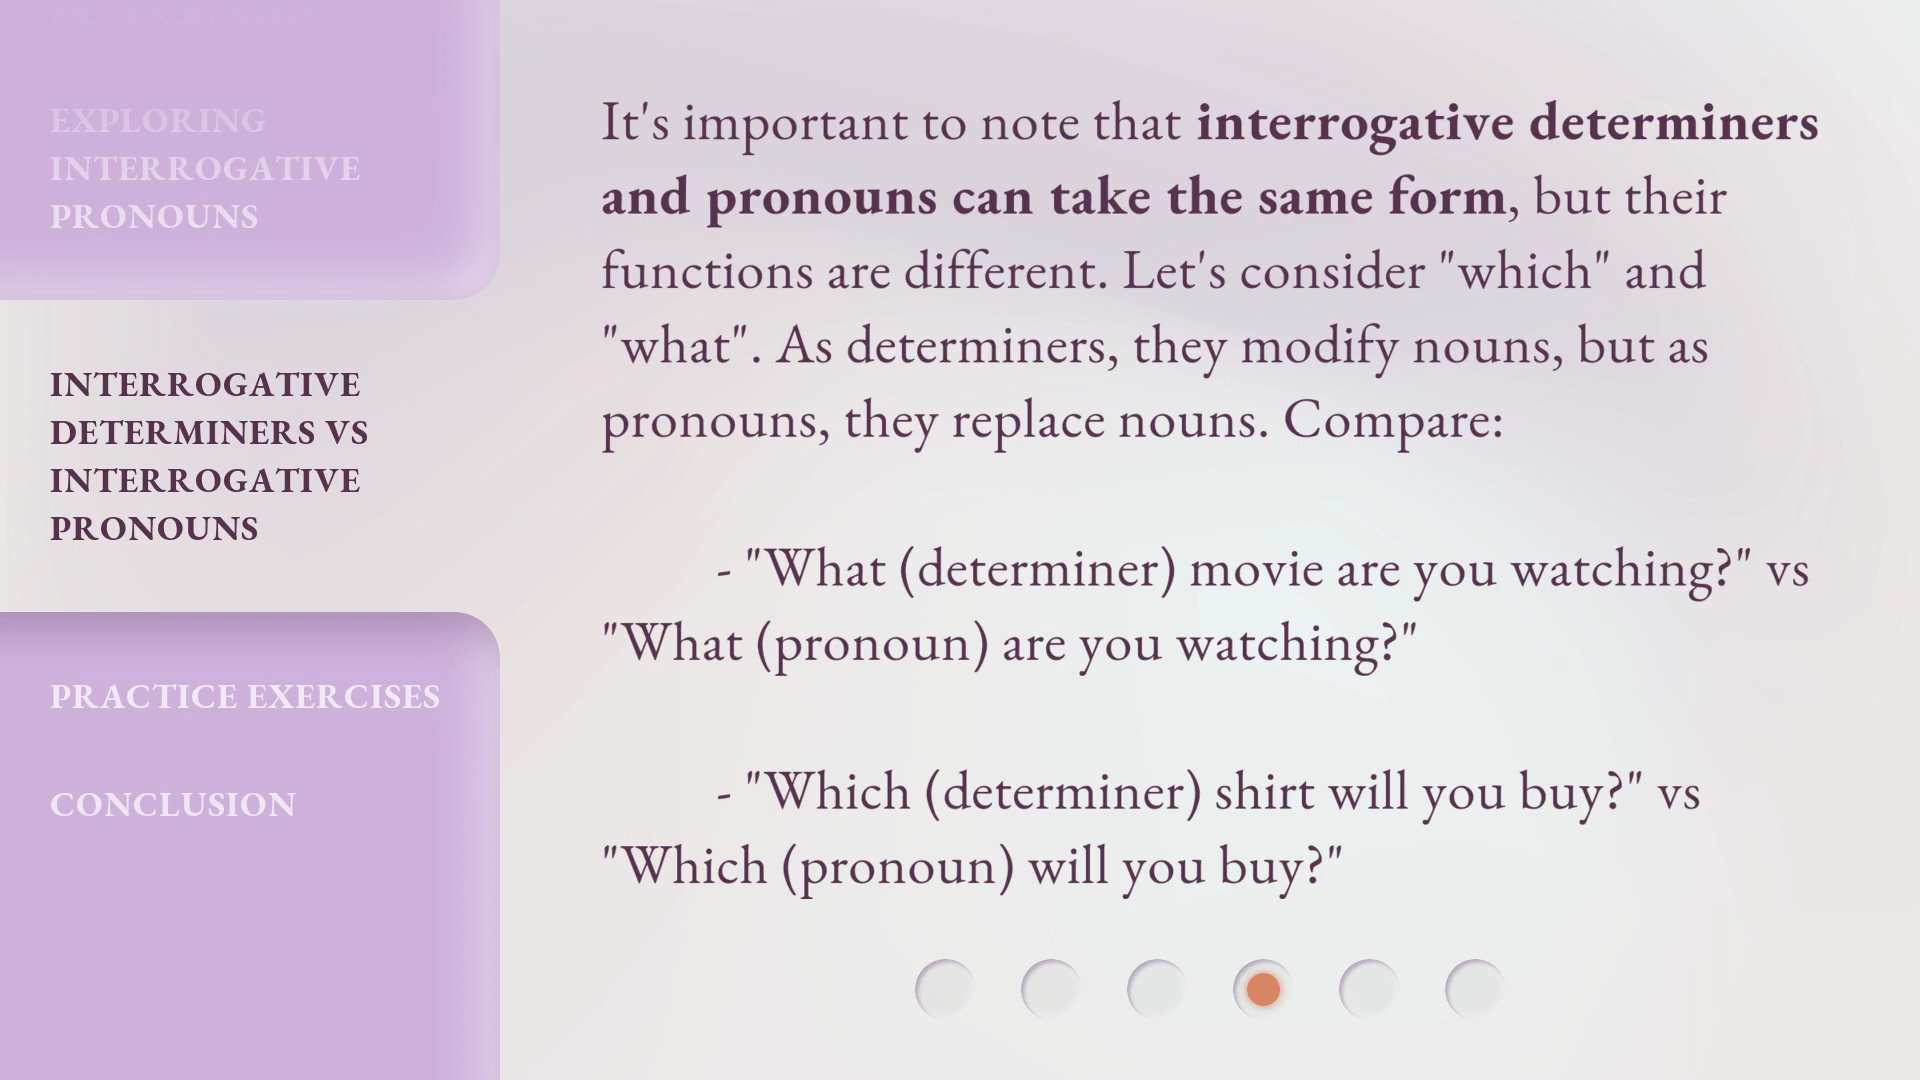 EXPLORING
INTERROGATIVE
PRONOUNS
INTERROGATIVE
DETERMINERS VS
INTERROGATIVE
PRONOUNS
PRACTICE EXERCISES
CONCLUSION
It's important to note that interrogative determiners
and pronouns can take the same form, but their
functions are different. Let's consider "which" and
"what". As determiners, they modify nouns, but as
pronouns, they replace nouns. Compare:
- "What (determiner) movie are you watching?" vs
"What (pronoun) are you watching?"
- "Which (determiner) shirt will you buy?" vs
"Which (pronoun) will you buy?"